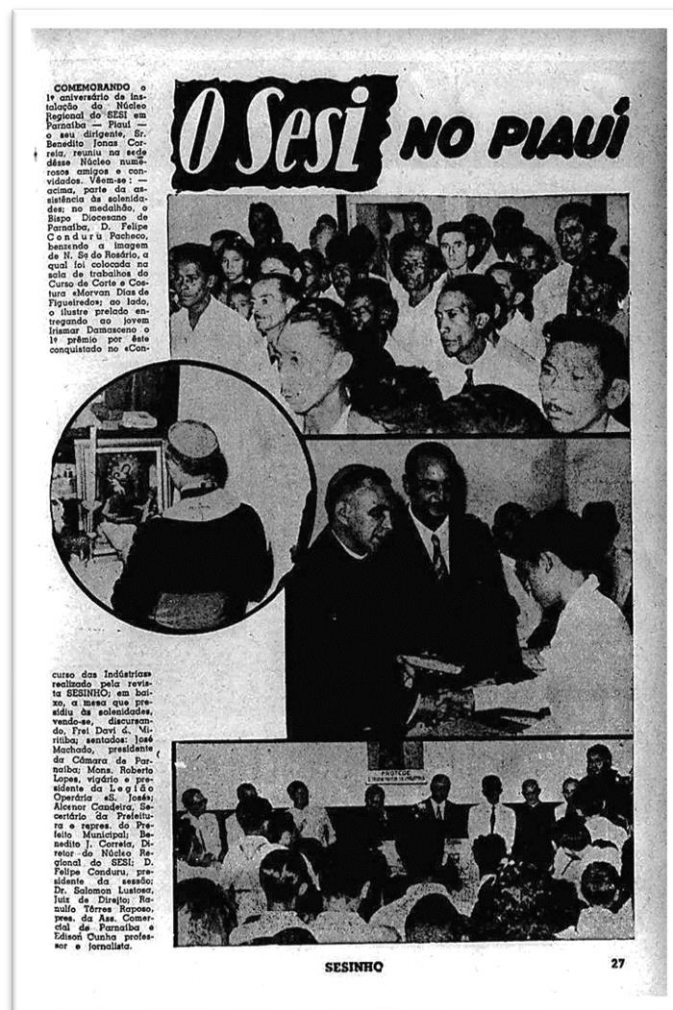 O Sesi NO PIAUÍ
COMEMORANDO o
1º aniversário de ins-
talação do Núcleo
Regional do SESI em
Parnaíba — Piauí —
o seu dirigente, Sr.
Benedito Jonas Cor-
reia, reuniu na sede
dêsse Núcleo nume-
rosos amigos e con-
vidados. Vêem-se: —
acima, parte da as-
sistência às solenida-
des; no medalhão, o
Bispo Diocesano de
Parnaíba, D. Felipe
Condurú Pacheco,
benzendo a imagem
de N. Sª do Rosário, a
qual foi colocada na
sala de trabalhos do
Curso de Corte e Cos-
tura «Morvan Dias de
Figueiredo»; ao lado,
o ilustre prelado en-
tregando ao jovem
Irismar Damasceno o
1º prêmio por êste
conquistado no «Con-
curso das Indústrias»
realizado pela revis-
ta SESINHO; em bai-
xo, a mesa que pre-
sidiu às solenidades,
vendo-se, discursan-
do, Frei Davi d. Mi-
ritiba; sentados: José
Machado, presidente
da Câmara de Par-
naíba; Mons. Roberto
Lopes, vigário e pre-
sidente da Legião
Operária «S. José»;
Alcenor Candeira, Se-
cretário da Prefeitu-
ra e repres. do Pre-
feito Municipal; Be-
nedito J. Correia, Di-
retor do Núcleo Re-
gional do SESI; D.
Felipe Conduru, pre-
sidente da sessão;
Dr. Salomon Lustosa,
Juiz de Direito; Ra-
nulfo Tôrres Raposo,
pres. da Ass. Comer-
cial de Parnaíba e
Edison Cunha profes-
sor e jornalista.
PROTEGE
SESINHO
27